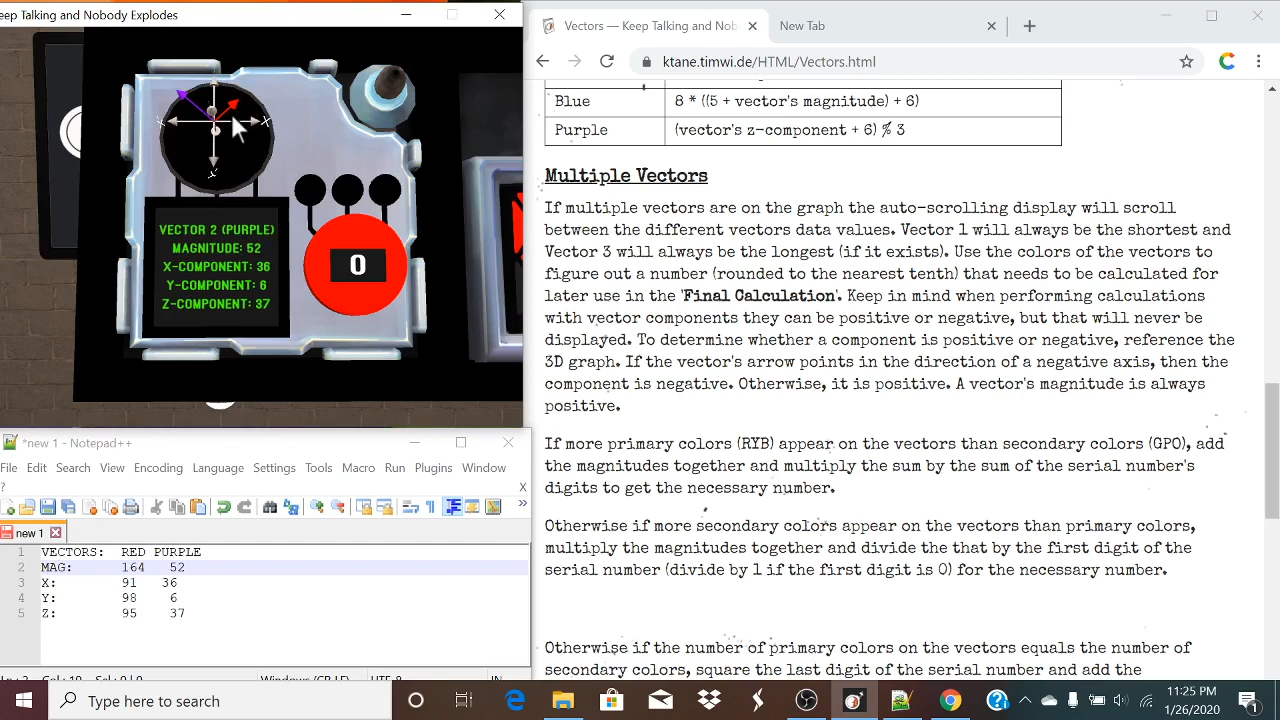 eep Talking and Nobody Explodes
VECTOR 2 (PURPLE)
MAGNITUDE: 52
X-COMPONENT: 36
Y-COMPONENT: 6
Z-COMPONENT: 37
0
*new 1 - Notepad++
File Edit Search View Encoding Language Settings Tools Macro Run Plugins Window
? X
new 1
1 VECTORS: RED PURPLE
2 MAG: 164 52
3 X: 91 36
4 Y: 98 6
5 Z: 95 37
Windows (CR LF)
UTF-8
IN
Vectors — Keep Talking and Nob
New Tab
ktane.timwi.de/HTML/Vectors.html
Blue 8 * ((5 + vector's magnitude) + 6)
Purple (vector's z-component + 6) % 3
Multiple Vectors
If multiple vectors are on the graph the auto-scrolling display will scroll
between the different vectors data values. Vector 1 will always be the shortest and
Vector 3 will always be the longest (if it exists). Use the colors of the vectors to
figure out a number (rounded to the nearest tenth) that needs to be calculated for
later use in the 'Final Calculation'. Keep in mind when performing calculations
with vector components they can be positive or negative, but that will never be
displayed. To determine whether a component is positive or negative, reference the
3D graph. If the vector's arrow points in the direction of a negative axis, then the
component is negative. Otherwise, it is positive. A vector's magnitude is always
positive.
If more primary colors (RYB) appear on the vectors than secondary colors (GPO), add
the magnitudes together and multiply the sum by the sum of the serial number's
digits to get the necessary number.
Otherwise if more secondary colors appear on the vectors than primary colors,
multiply the magnitudes together and divide the that by the first digit of the
serial number (divide by 1 if the first digit is 0) for the necessary number.
Otherwise if the number of primary colors on the vectors equals the number of
secondary colors, square the last digit of the serial number and add the
Type here to search
11:25 PM
1/26/2020